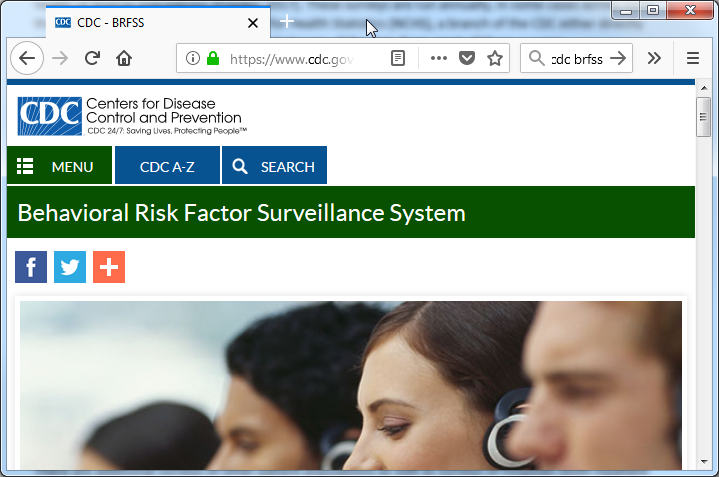 CDC - BRFSS
https://www.cdc.gov
cdc brfss
CDC
Centers for Disease
Control and Prevention
CDC 24/7: Saving Lives, Protecting People™
MENU
CDC A-Z
SEARCH
Behavioral Risk Factor Surveillance System